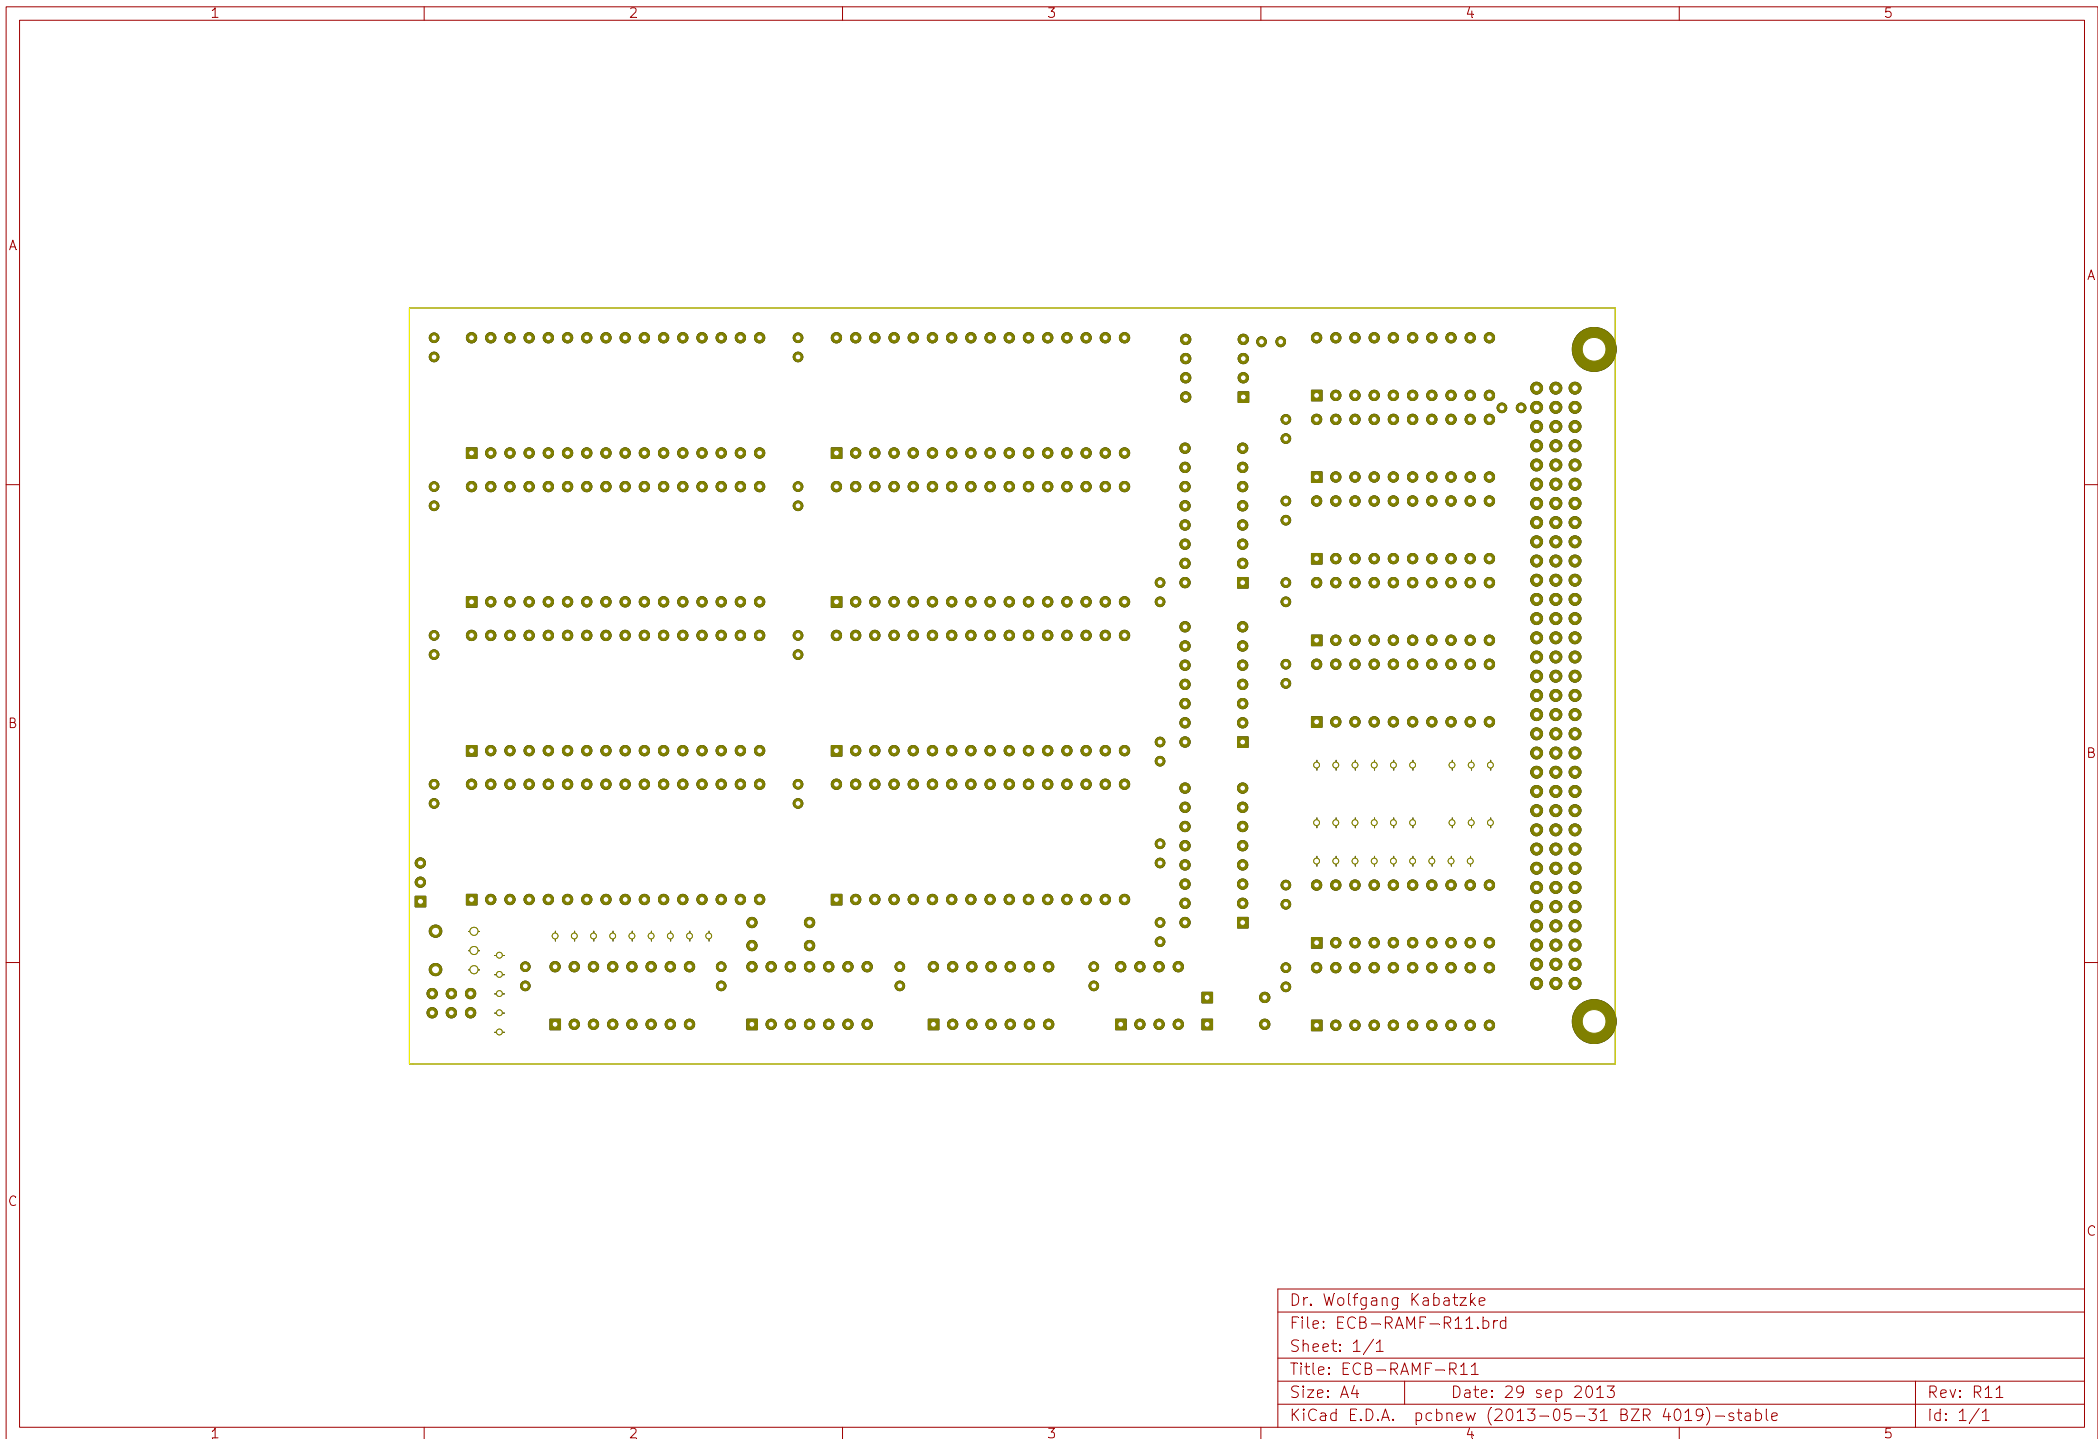 1 2 3 4 5
A A
B B
C C
Dr. Wolfgang Kabatzke
File: ECB-RAMF-R11.brd
Sheet: 1/1
Title: ECB-RAMF-R11
Size: A4 Date: 29 sep 2013 Rev: R11
KiCad E.D.A. pcbnew (2013-05-31 BZR 4019)-stable Id: 1/1
1 2 3 4 5